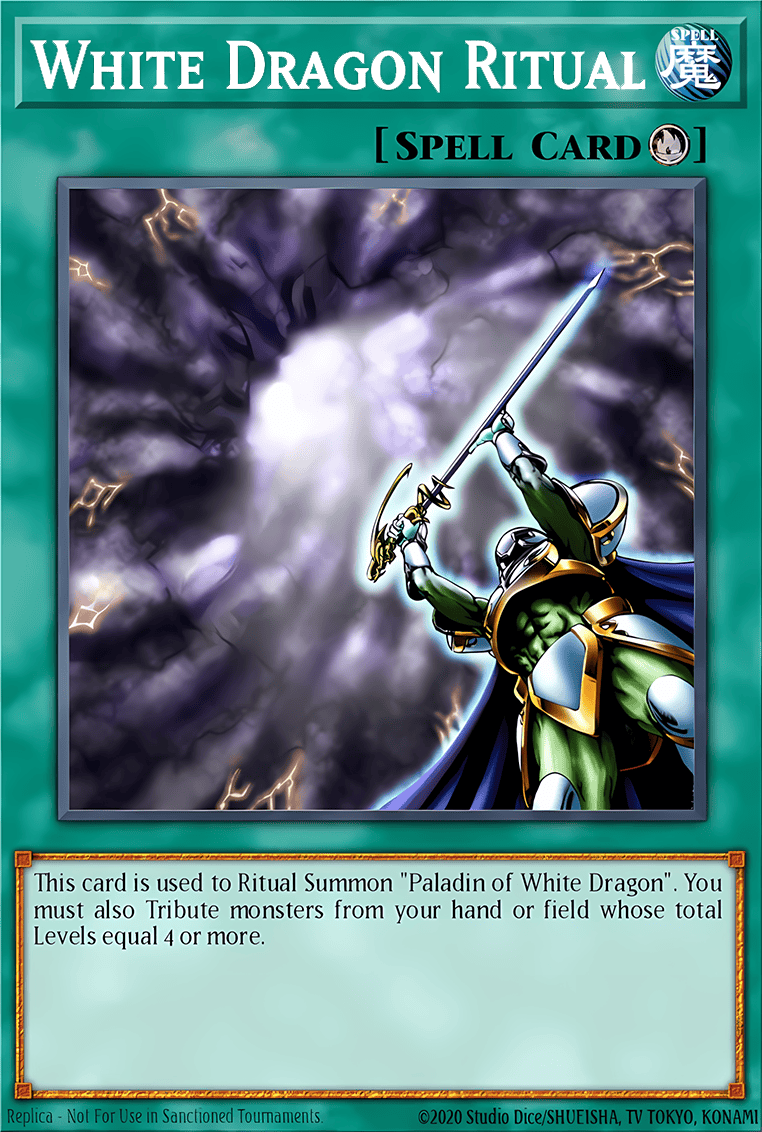 WHITE DRAGON RITUAL
SPELL
魔
[SPELL CARD]
This card is used to Ritual Summon "Paladin of White Dragon". You
must also Tribute monsters from your hand or field whose total
Levels equal 4 or more.
Replica - Not For Use in Sanctioned Tournaments.
©2020 Studio Dice/SHUEISHA, TV TOKYO, KONAMI